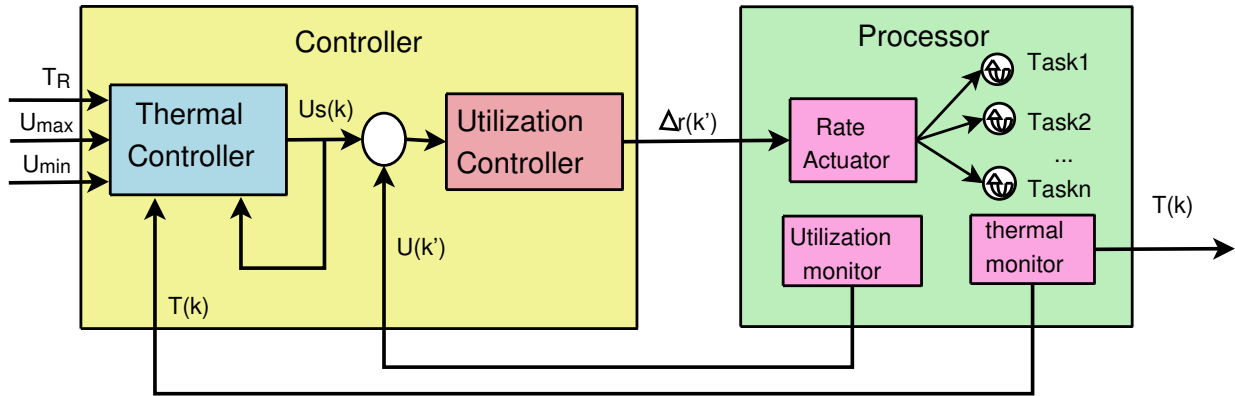 Controller
Processor
T_R
Umax
Umin
Thermal
Controller
Us(k)
Utilization
Controller
Δr(k')
Rate
Actuator
Task1
Task2
...
Taskn
Utilization
monitor
thermal
monitor
T(k)
U(k')
T(k)